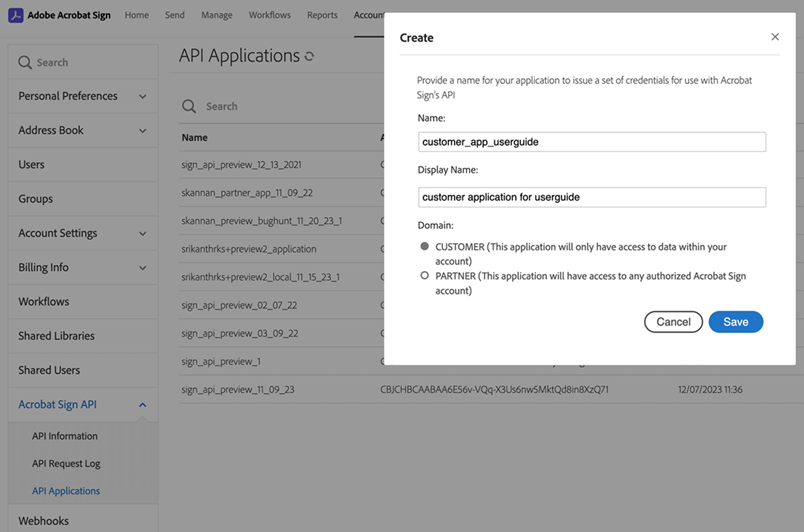 Adobe Acrobat Sign Home Send Manage Workflows Reports Account
Search
Personal Preferences
Address Book
Users
Groups
Account Settings
Billing Info
Workflows
Shared Libraries
Shared Users
Acrobat Sign API
API Information
API Request Log
API Applications
Webhooks
API Applications
Search
Name
sign_api_preview_12_13_2021
skannan_partner_app_11_09_22
skannan_preview_bughunt_11_20_23_1
srikanthrks+preview2_application
srikanthrks+preview2_local_11_15_23_1
sign_api_preview_02_07_22
sign_api_preview_03_09_22
sign_api_preview_1
sign_api_preview_11_09_23 CBJCHBCAABAA6E56v-VQq-X3Us6nw5MktQd8in8XzQ71 12/07/2023 11:36
Create
Provide a name for your application to issue a set of credentials for use with Acrobat
Sign's API
Name:
customer_app_userguide
Display Name:
customer application for userguide
Domain:
CUSTOMER (This application will only have access to data within your
account)
PARTNER (This application will have access to any authorized Acrobat Sign
account)
Cancel Save